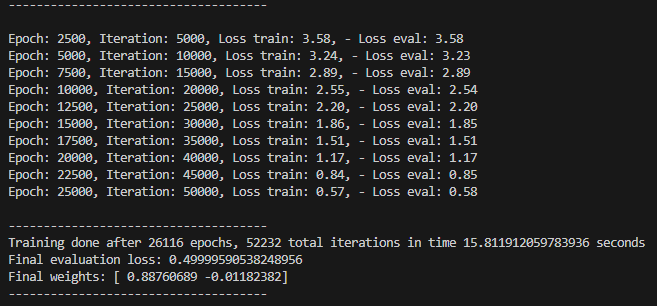 -------------------------------------
Epoch: 2500, Iteration: 5000, Loss train: 3.58, - Loss eval: 3.58
Epoch: 5000, Iteration: 10000, Loss train: 3.24, - Loss eval: 3.23
Epoch: 7500, Iteration: 15000, Loss train: 2.89, - Loss eval: 2.89
Epoch: 10000, Iteration: 20000, Loss train: 2.55, - Loss eval: 2.54
Epoch: 12500, Iteration: 25000, Loss train: 2.20, - Loss eval: 2.20
Epoch: 15000, Iteration: 30000, Loss train: 1.86, - Loss eval: 1.85
Epoch: 17500, Iteration: 35000, Loss train: 1.51, - Loss eval: 1.51
Epoch: 20000, Iteration: 40000, Loss train: 1.17, - Loss eval: 1.17
Epoch: 22500, Iteration: 45000, Loss train: 0.84, - Loss eval: 0.85
Epoch: 25000, Iteration: 50000, Loss train: 0.57, - Loss eval: 0.58
-------------------------------------
Training done after 26116 epochs, 52232 total iterations in time 15.811912059783936 seconds
Final evaluation loss: 0.49999590538248956
Final weights: [ 0.88760689 -0.01182382]
-------------------------------------